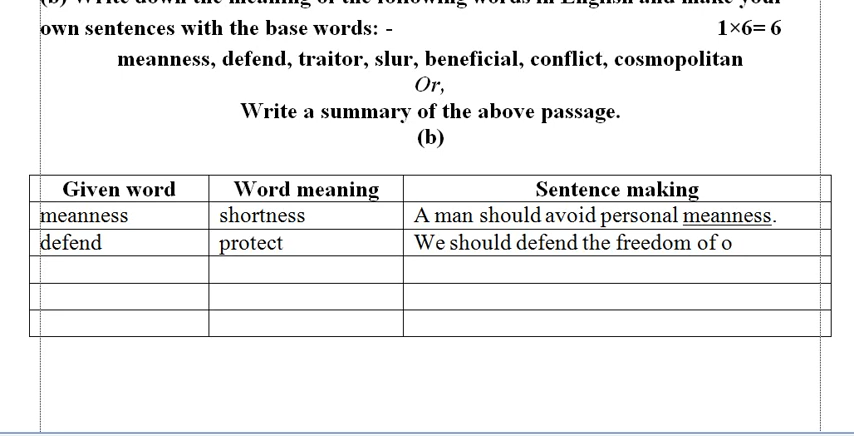 own sentences with the base words: - 1×6= 6
meanness, defend, traitor, slur, beneficial, conflict, cosmopolitan
Or,
Write a summary of the above passage.
(b)
Given word Word meaning Sentence making
meanness shortness A man should avoid personal meanness.
defend protect We should defend the freedom of o